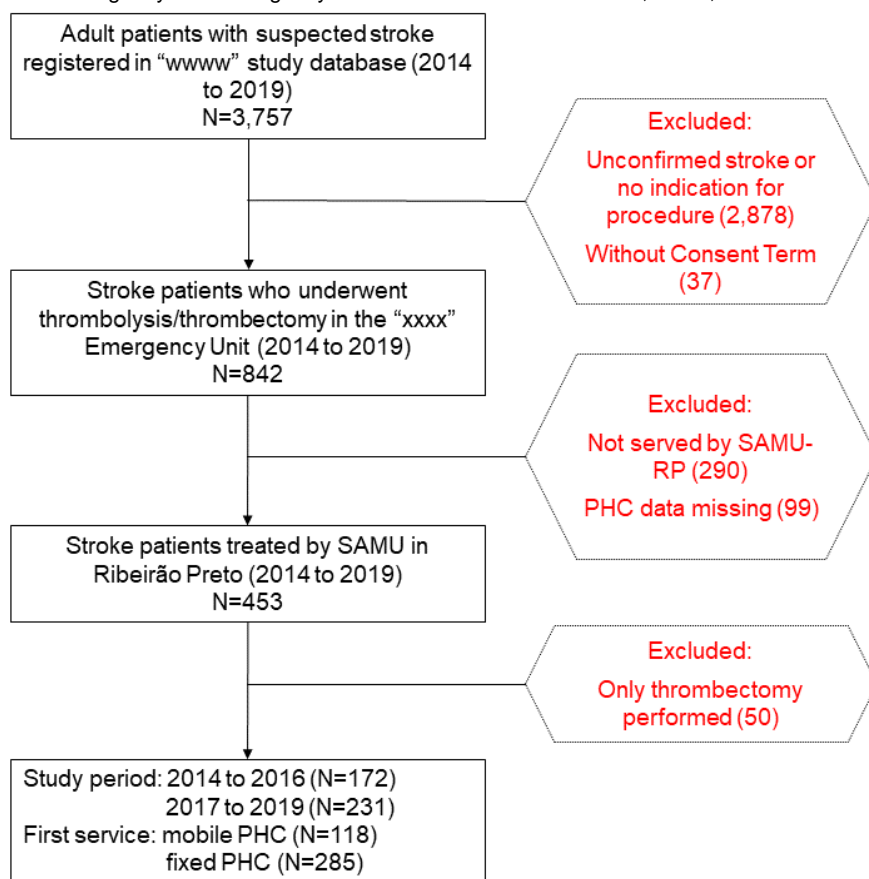 Adult patients with suspected stroke
registered in “wwww” study database (2014
to 2019)
N=3,757
Excluded:
Unconfirmed stroke or
no indication for
procedure (2,878)
Without Consent Term
(37)
Stroke patients who underwent
thrombolysis/thrombectomy in the “xxxx”
Emergency Unit (2014 to 2019)
N=842
Excluded:
Not served by SAMU-
RP (290)
PHC data missing (99)
Stroke patients treated by SAMU in
Ribeirão Preto (2014 to 2019)
N=453
Excluded:
Only thrombectomy
performed (50)
Study period: 2014 to 2016 (N=172)
2017 to 2019 (N=231)
First service: mobile PHC (N=118)
fixed PHC (N=285)